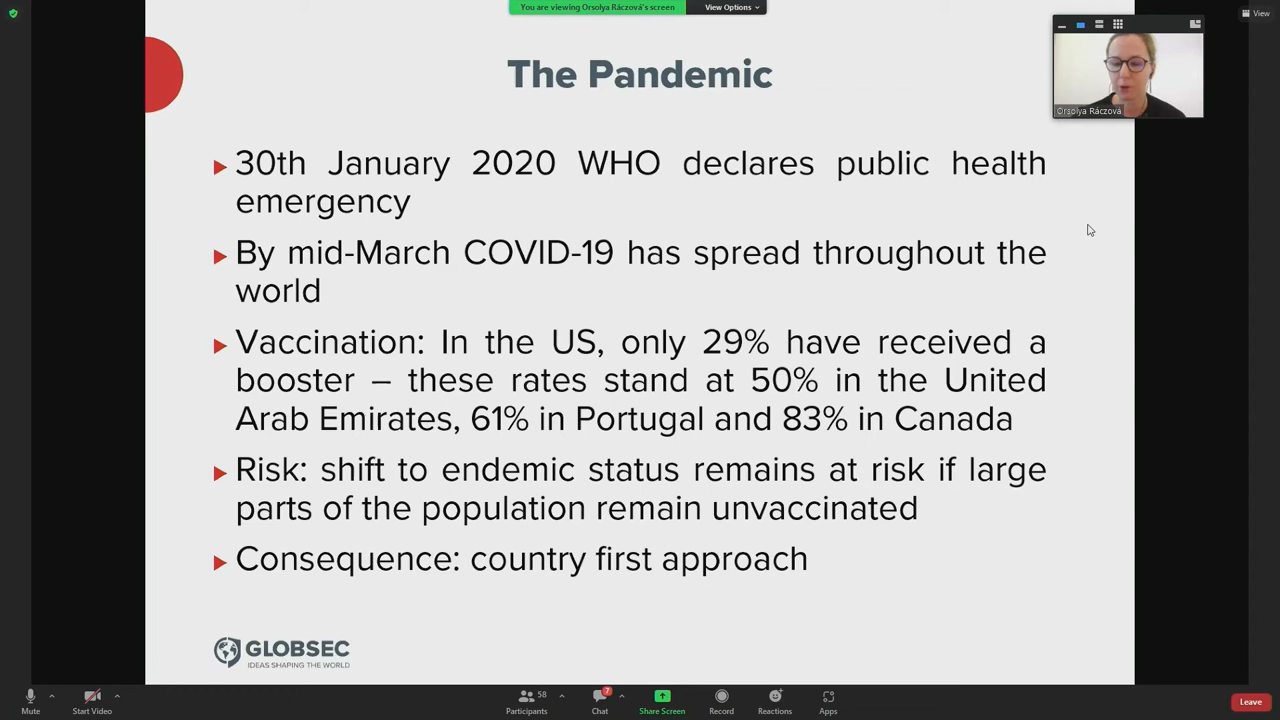 You are viewing Orsolya Ráczová's screen
View Options
View
The Pandemic
Orsolya Ráczová
30th January 2020 WHO declares public health
emergency
By mid-March COVID-19 has spread throughout the
world
Vaccination: In the US, only 29% have received a
booster – these rates stand at 50% in the United
Arab Emirates, 61% in Portugal and 83% in Canada
Risk: shift to endemic status remains at risk if large
parts of the population remain unvaccinated
Consequence: country first approach
GLOBSEC
IDEAS SHAPING THE WORLD
Mute
Start Video
58
Participants
7
Chat
Share Screen
Record
Reactions
Apps
Leave